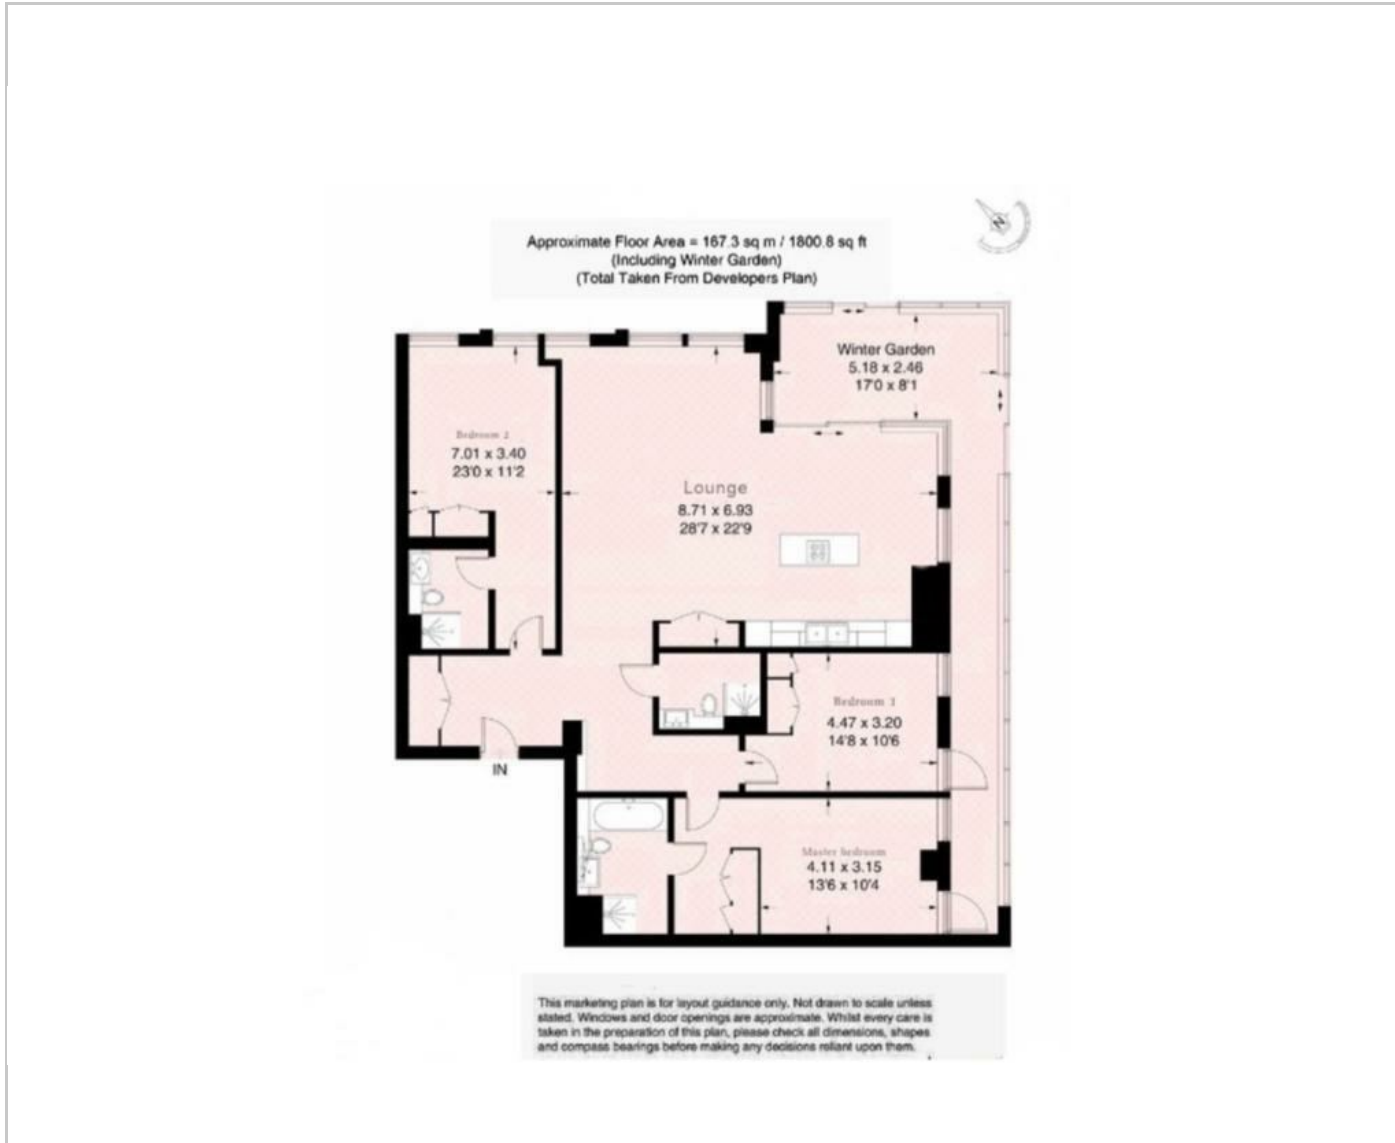 Approximate Floor Area = 167.3 sq m / 1800.8 sq ft
(Including Winter Garden)
(Total Taken From Developers Plan)
N
Winter Garden
5.18 x 2.46
17'0 x 8'1
Bedroom 2
7.01 x 3.40
23'0 x 11'2
Lounge
8.71 x 6.93
28'7 x 22'9
Bedroom 3
4.47 x 3.20
14'8 x 10'6
IN
Master bedroom
4.11 x 3.15
13'6 x 10'4
This marketing plan is for layout guidance only. Not drawn to scale unless
stated. Windows and door openings are approximate. Whilst every care is
taken in the preparation of this plan, please check all dimensions, shapes
and compass bearings before making any decisions reliant upon them.